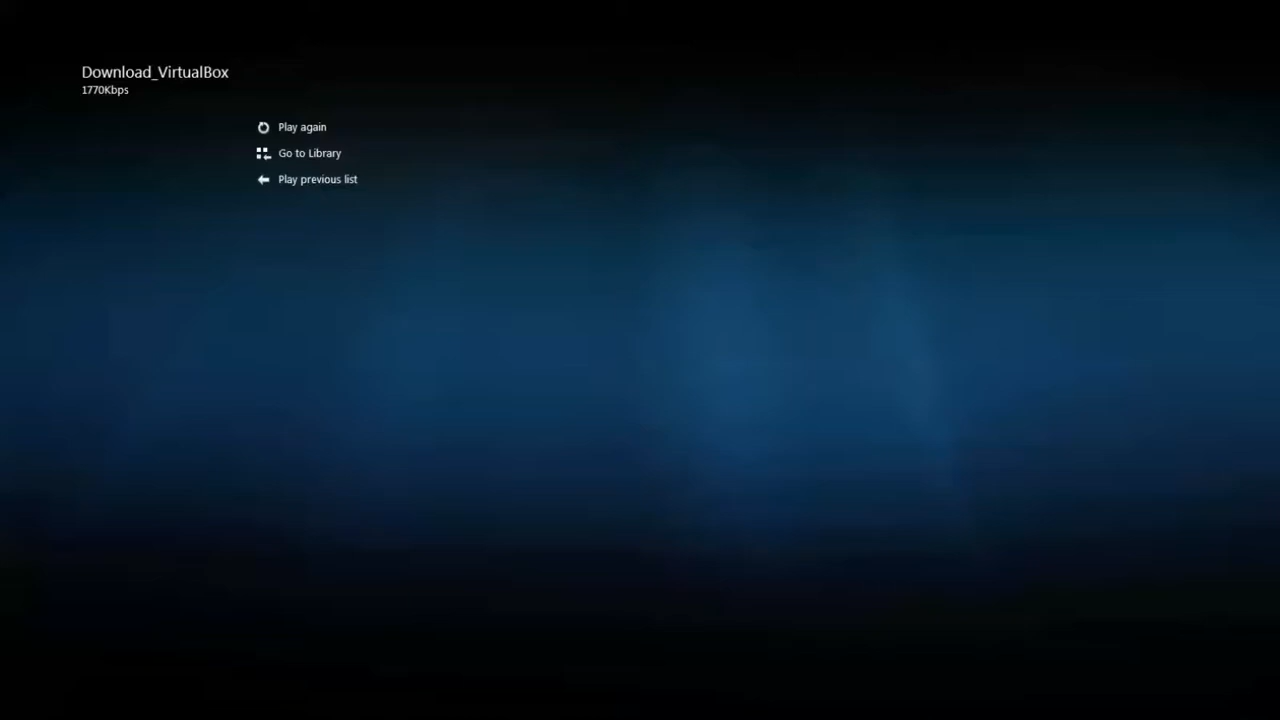 Download_VirtualBox
1770Kbps
Play again
Go to Library
Play previous list